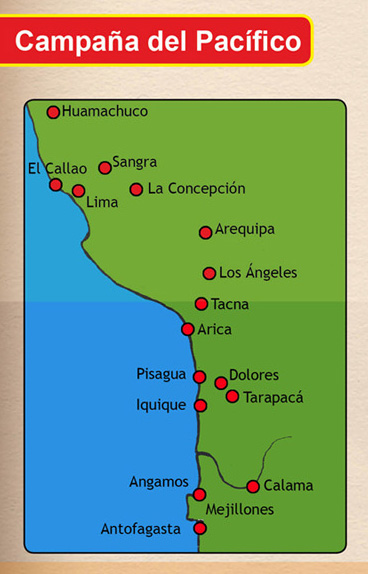 Campaña del Pacífico
Huamachuco
Sangra
El Callao
La Concepción
Lima
Arequipa
Los Ángeles
Tacna
Arica
Pisagua
Dolores
Tarapacá
Iquique
Angamos
Calama
Mejillones
Antofagasta